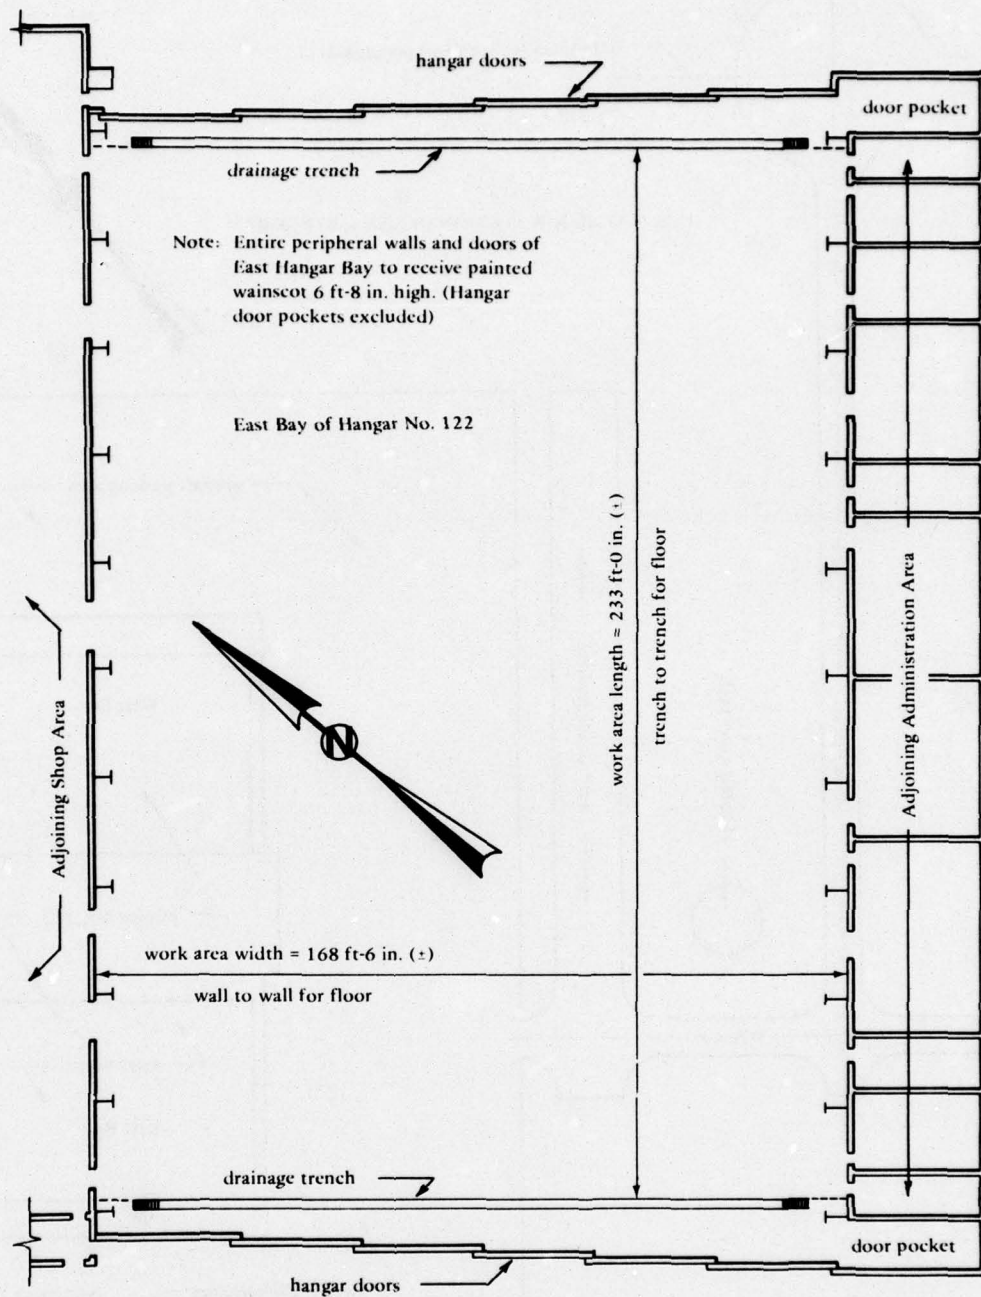 hangar doors
door pocket
drainage trench
Note: Entire peripheral walls and doors of
East Hangar Bay to receive painted
wainscot 6 ft-8 in. high. (Hangar
door pockets excluded)
East Bay of Hangar No. 122
work area length = 233 ft-0 in. (±)
trench to trench for floor
Adjoining Administration Area
Adjoining Shop Area
N
work area width = 168 ft-6 in. (±)
wall to wall for floor
drainage trench
door pocket
hangar doors